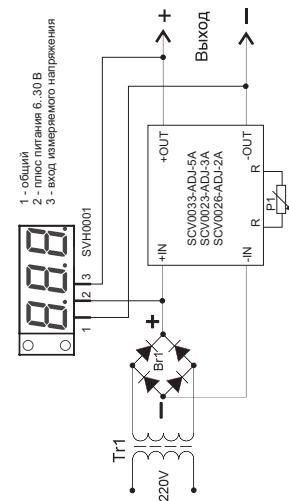 +
−
Выход
1 - общий
2 - плюс питания 6..30 В
3 - вход измеряемого напряжения
SVH0001
1
2
3
+OUT
-OUT
SCV0033-ADJ-5A
SCV0023-ADJ-3A
SCV0026-ADJ-2A
+IN
-IN
R
R
P1
+
Br1
−
Tr1
220V